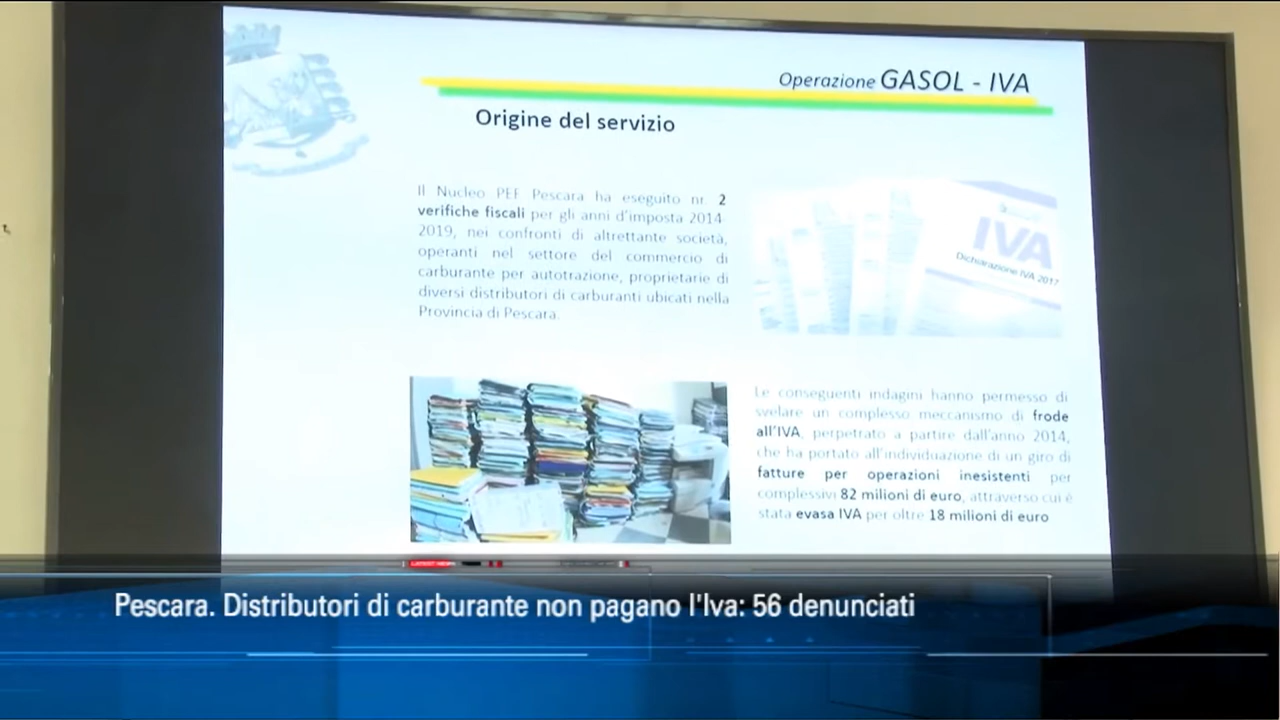 Operazione GASOL - IVA
Origine del servizio
Il Nucleo PEF Pescara ha eseguito nr. 2
verifiche fiscali per gli anni d'imposta 2014-
2019, nei confronti di altrettante società,
operanti nel settore del commercio di
carburante per autotrazione, proprietarie di
diversi distributori di carburanti ubicati nella
Provincia di Pescara.
IVA
Dichiarazione IVA 2017
Le conseguenti indagini hanno permesso di
svelare un complesso meccanismo di frode
all'IVA, perpetrato a partire dall'anno 2014,
che ha portato all'individuazione di un giro di
fatture per operazioni inesistenti per
complessivi 82 milioni di euro, attraverso cui è
stata evasa IVA per oltre 18 milioni di euro
LATEST NEWS
Pescara. Distributori di carburante non pagano l'Iva: 56 denunciati